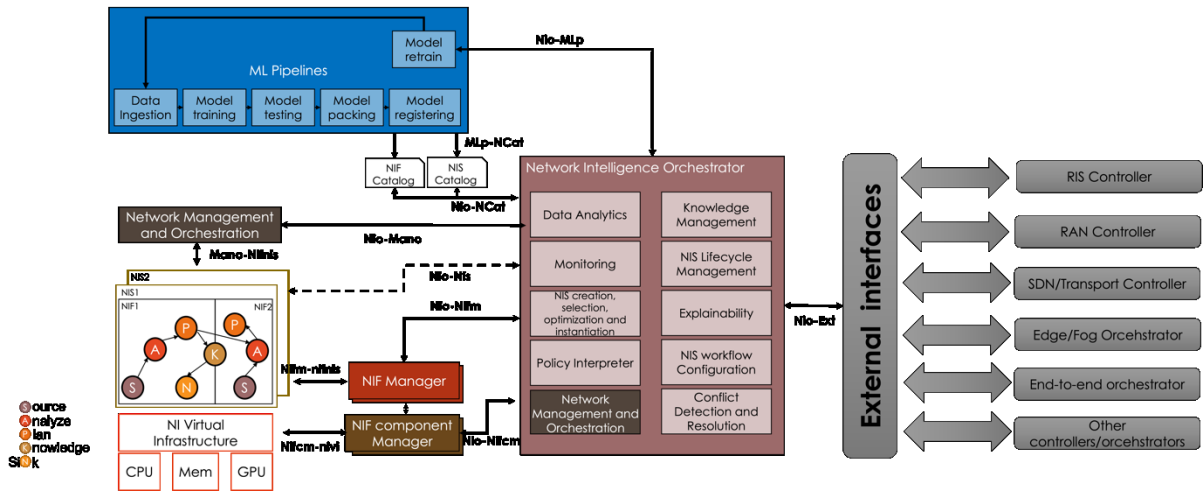 Model
retrain
Nio-MLp
ML Pipelines
Data
Ingestion
Model
training
Model
testing
Model
packing
Model
registering
MLp-NCat
NIF
Catalog
NIS
Catalog
Nio-NCat
Network Intelligence Orchestrator
Data Analytics
Knowledge
Management
Monitoring
NIS Lifecycle
Management
NIS creation,
selection,
optimization and
instantiation
Explainability
Policy Interpreter
NIS workflow
Configuration
Network
Management and
Orchestration
Conflict
Detection and
Resolution
Network Management
and Orchestration
Nio-Mano
Mano-Nifinis
Nio-Nis
Nio-Nifm
NIS2
NIS1
NIF1
NIF2
P
P
A
K
A
S
N
S
Nifm-nifinis
NIF Manager
NIF component
Manager
Nio-Nifcm
Nifcm-nivi
NI Virtual
Infrastructure
CPU
Mem
GPU
Source
Analyze
Plan
Knowledge
SiNk
Nio-Ext
External interfaces
RIS Controller
RAN Controller
SDN/Transport Controller
Edge/Fog Orcehstrator
End-to-end orchestrator
Other
controllers/orcehstrators